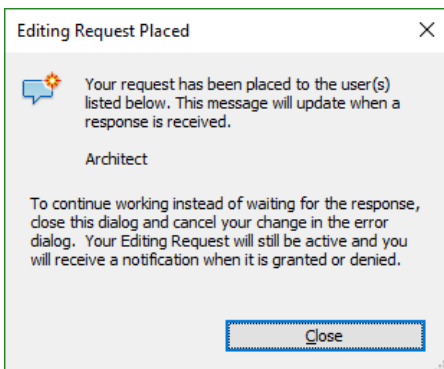 Editing Request Placed
Your request has been placed to the user(s)
listed below. This message will update when a
response is received.
Architect
To continue working instead of waiting for the response,
close this dialog and cancel your change in the error
dialog.  Your Editing Request will still be active and you
will receive a notification when it is granted or denied.
Close